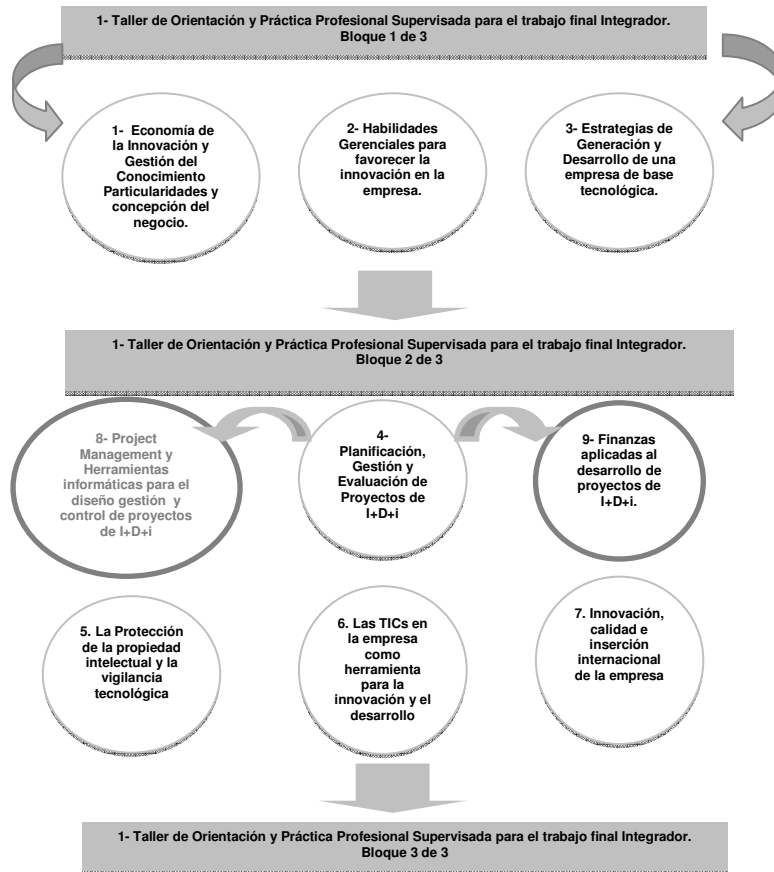 1- Taller de Orientación y Práctica Profesional Supervisada para el trabajo final Integrador.
Bloque 1 de 3
1- Economía de
la Innovación y
Gestión del
Conocimiento
Particularidades y
concepción del
negocio.
2- Habilidades
Gerenciales para
favorecer la
innovación en la
empresa.
3- Estrategias de
Generación y
Desarrollo de una
empresa de base
tecnológica.
1- Taller de Orientación y Práctica Profesional Supervisada para el trabajo final Integrador.
Bloque 2 de 3
8- Project
Management y
Herramientas
informáticas para el
diseño gestión y
control de proyectos
de I+D+i
4-
Planificación,
Gestión y
Evaluación de
Proyectos de
I+D+i
9- Finanzas
aplicadas al
desarrollo de
proyectos de
I+D+i.
5. La Protección
de la propiedad
intelectual y la
vigilancia
tecnológica
6. Las TICs en
la empresa
como
herramienta
para la
innovación y el
desarrollo
7. Innovación,
calidad e
inserción
internacional
de la empresa
1- Taller de Orientación y Práctica Profesional Supervisada para el trabajo final Integrador.
Bloque 3 de 3